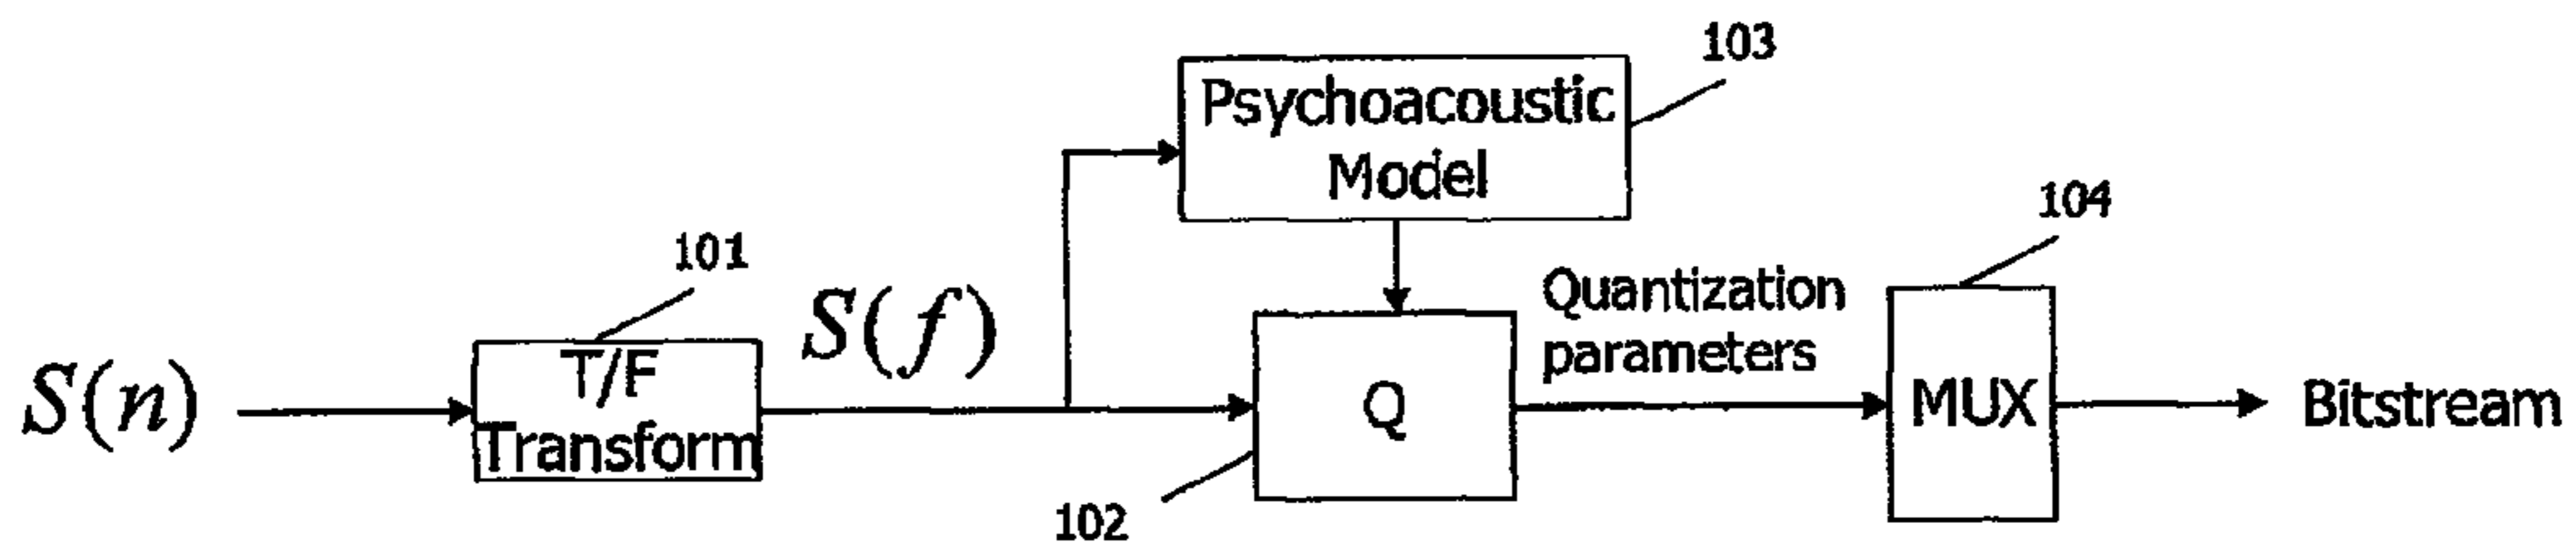 103
Psychoacoustic
Model
104
101
S(f)
Quantization
parameters
S(n)
T/F
Transform
Q
MUX
Bitstream
102